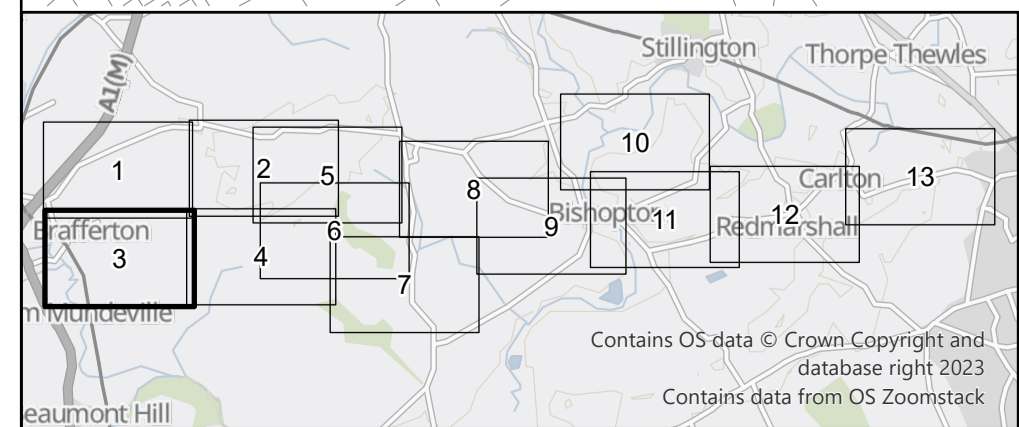 Stillington
Thorpe Thewles
A1(M)
10
1
2
5
Carlton
13
8
Brafferton
6
Bishopton
11
12
Redmarshall
9
3
4
7
m Mundeville
Contains OS data © Crown Copyright and
database right 2023
Contains data from OS Zoomstack
eaumont Hill